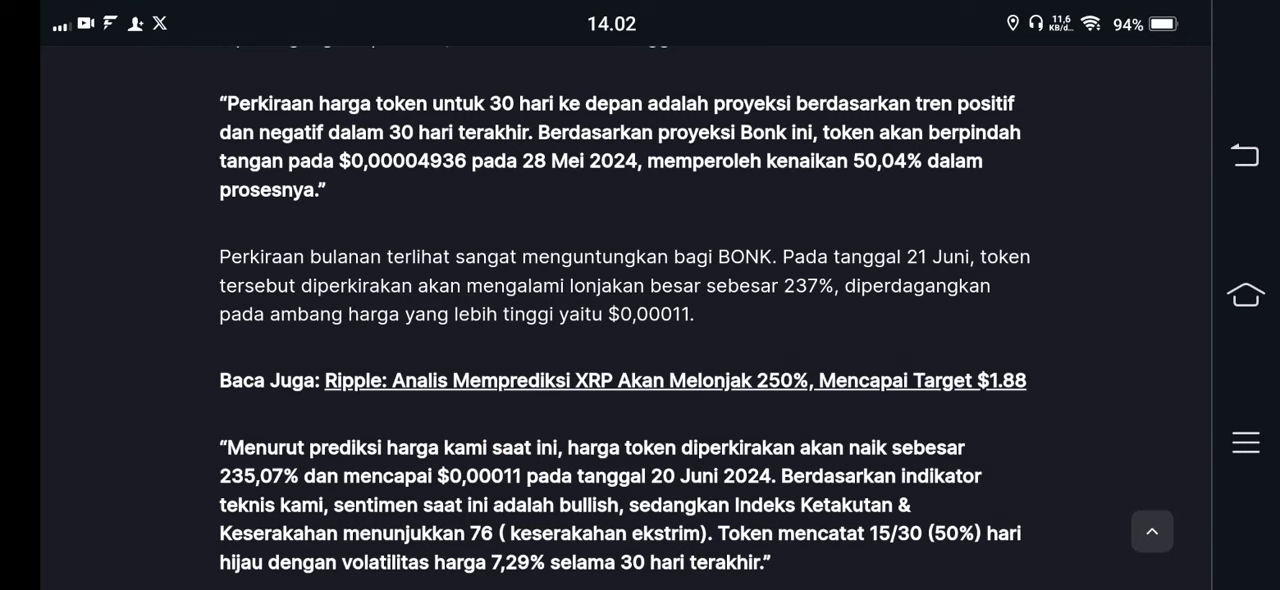 14.02
11,6
KB/d...
94%
“Perkiraan harga token untuk 30 hari ke depan adalah proyeksi berdasarkan tren positif
dan negatif dalam 30 hari terakhir. Berdasarkan proyeksi Bonk ini, token akan berpindah
tangan pada $0,00004936 pada 28 Mei 2024, memperoleh kenaikan 50,04% dalam
prosesnya.”
Perkiraan bulanan terlihat sangat menguntungkan bagi BONK. Pada tanggal 21 Juni, token
tersebut diperkirakan akan mengalami lonjakan besar sebesar 237%, diperdagangkan
pada ambang harga yang lebih tinggi yaitu $0,00011.
Baca Juga: Ripple: Analis Memprediksi XRP Akan Melonjak 250%, Mencapai Target $1.88
“Menurut prediksi harga kami saat ini, harga token diperkirakan akan naik sebesar
235,07% dan mencapai $0,00011 pada tanggal 20 Juni 2024. Berdasarkan indikator
teknis kami, sentimen saat ini adalah bullish, sedangkan Indeks Ketakutan &
Keserakahan menunjukkan 76 ( keserakahan ekstrim). Token mencatat 15/30 (50%) hari
hijau dengan volatilitas harga 7,29% selama 30 hari terakhir.”